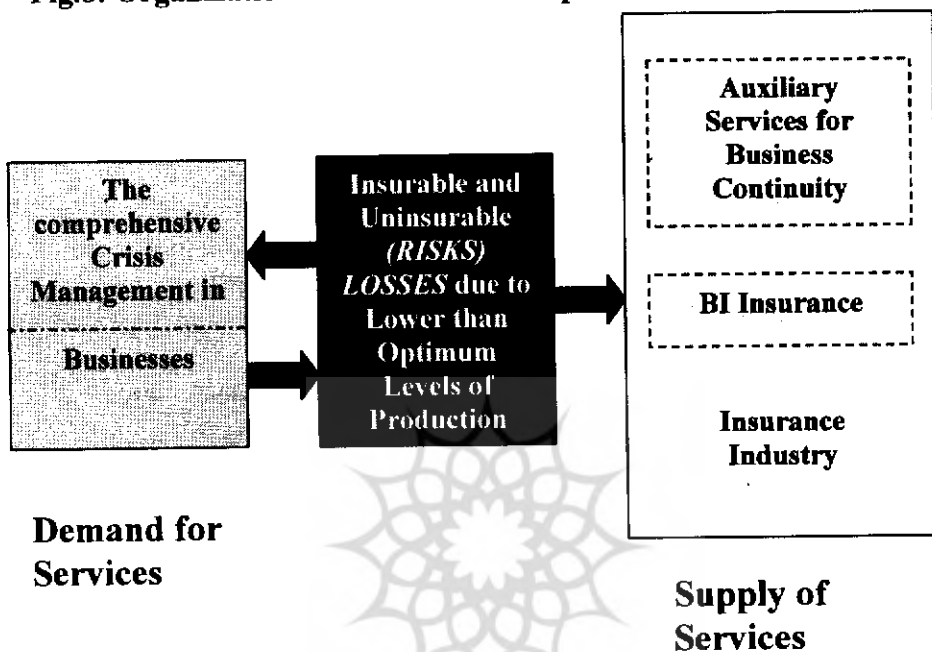 The
comprehensive
Crisis
Management in
Businesses
Demand for
Services
Insurable and
Uninsurable
(RISKS)
LOSSES due to
Lower than
Optimum
Levels of
Production
Auxiliary
Services for
Business
Continuity
BI Insurance
Insurance
Industry
Supply of
Services